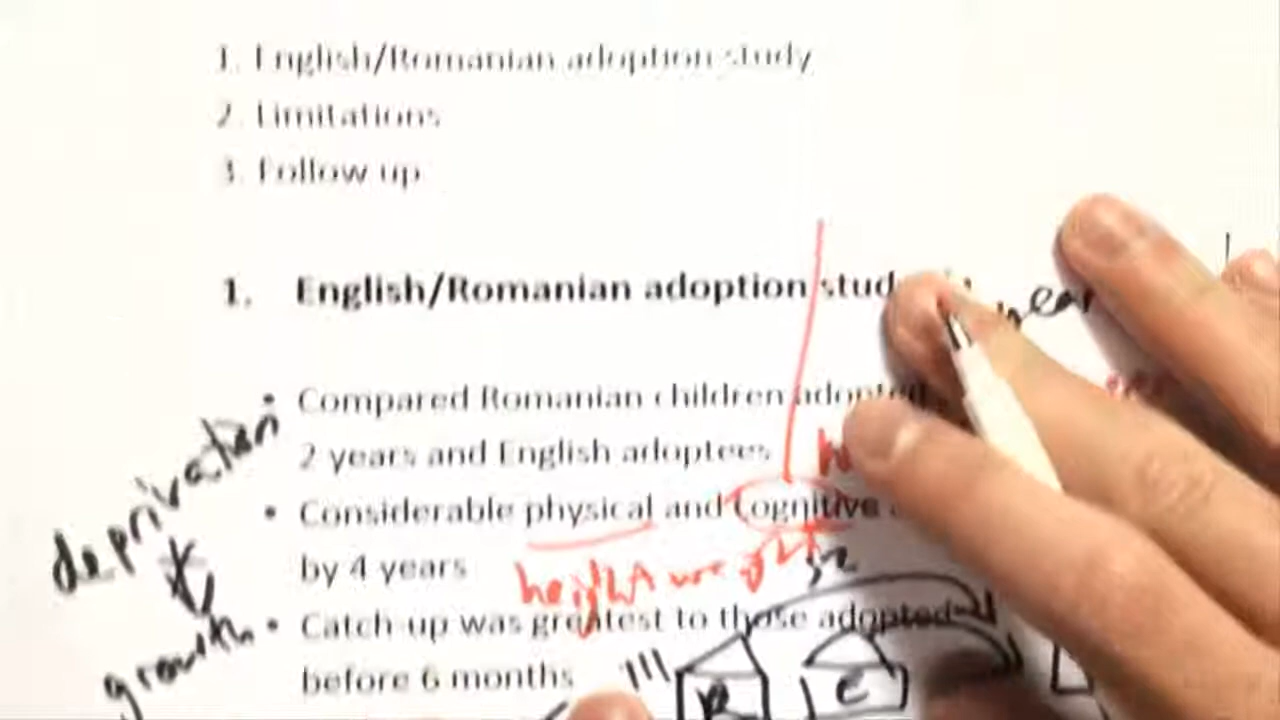 1. English/Romanian adoption study
2. Limitations
3. Follow up
1. English/Romanian adoption stud
Compared Romanian children adopted
2 years and English adoptees
Considerable physical and Cognitive
by 4 years
height weight
52
Catch-up was greatest to those adopted
before 6 months
deprivation
growth
R
E